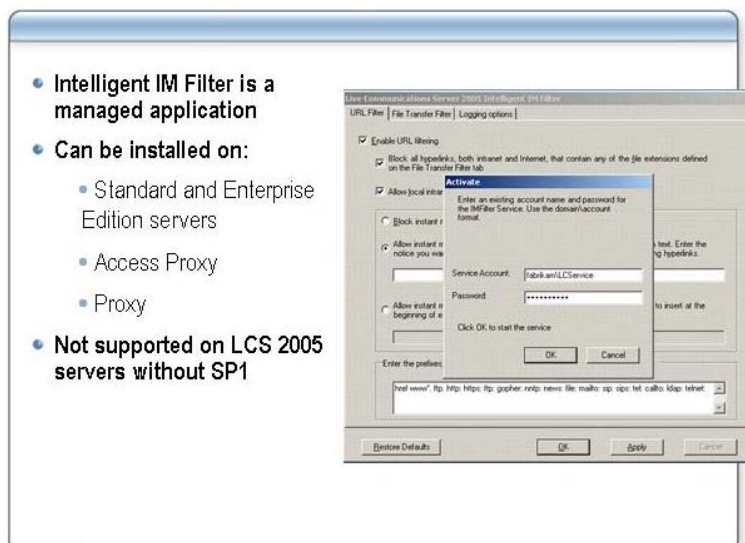 Intelligent IM Filter is a
managed application
Can be installed on:
Standard and Enterprise
Edition servers
Access Proxy
Proxy
Not supported on LCS 2005
servers without SP1
Live Communications Server 2005 Intelligent IM Filter
URL Filter File Transfer Filter Logging options
Enable URL filtering
Block all hyperlinks, both intranet and Internet, that contain any of the file extensions defined
on the File Transfer Filter tab
Allow local intra
Block instant
Allow instant
notice you wa
text. Enter the
ng hyperlinks.
Allow instant
beginning of e
to insert at the
Activate
Enter an existing account name and password for
the IMFilter Service. Use the domain\account
format.
Service Account: fabrikam\LCService
Password: **********
Click OK to start the service
OK Cancel
Enter the prefixes
href www*. ftp. http: https: ftp: gopher: nntp: news: file: mailto: sip: sips: tel: callto: ldap: telnet:
Restore Defaults OK Apply Cancel